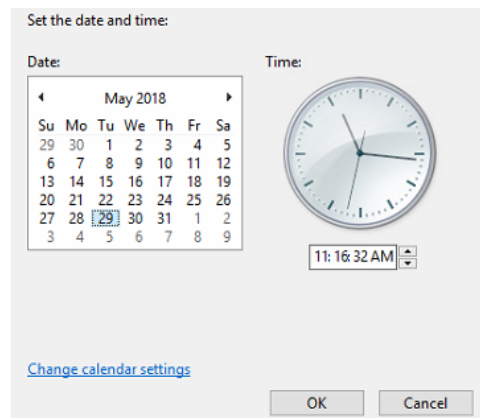 Set the date and time:
Date:
Time:
May 2018
Su Mo Tu We Th Fr Sa
29 30 1 2 3 4 5
6 7 8 9 10 11 12
13 14 15 16 17 18 19
20 21 22 23 24 25 26
27 28 29 30 31 1 2
3 4 5 6 7 8 9
11: 16: 32 AM
Change calendar settings
OK
Cancel